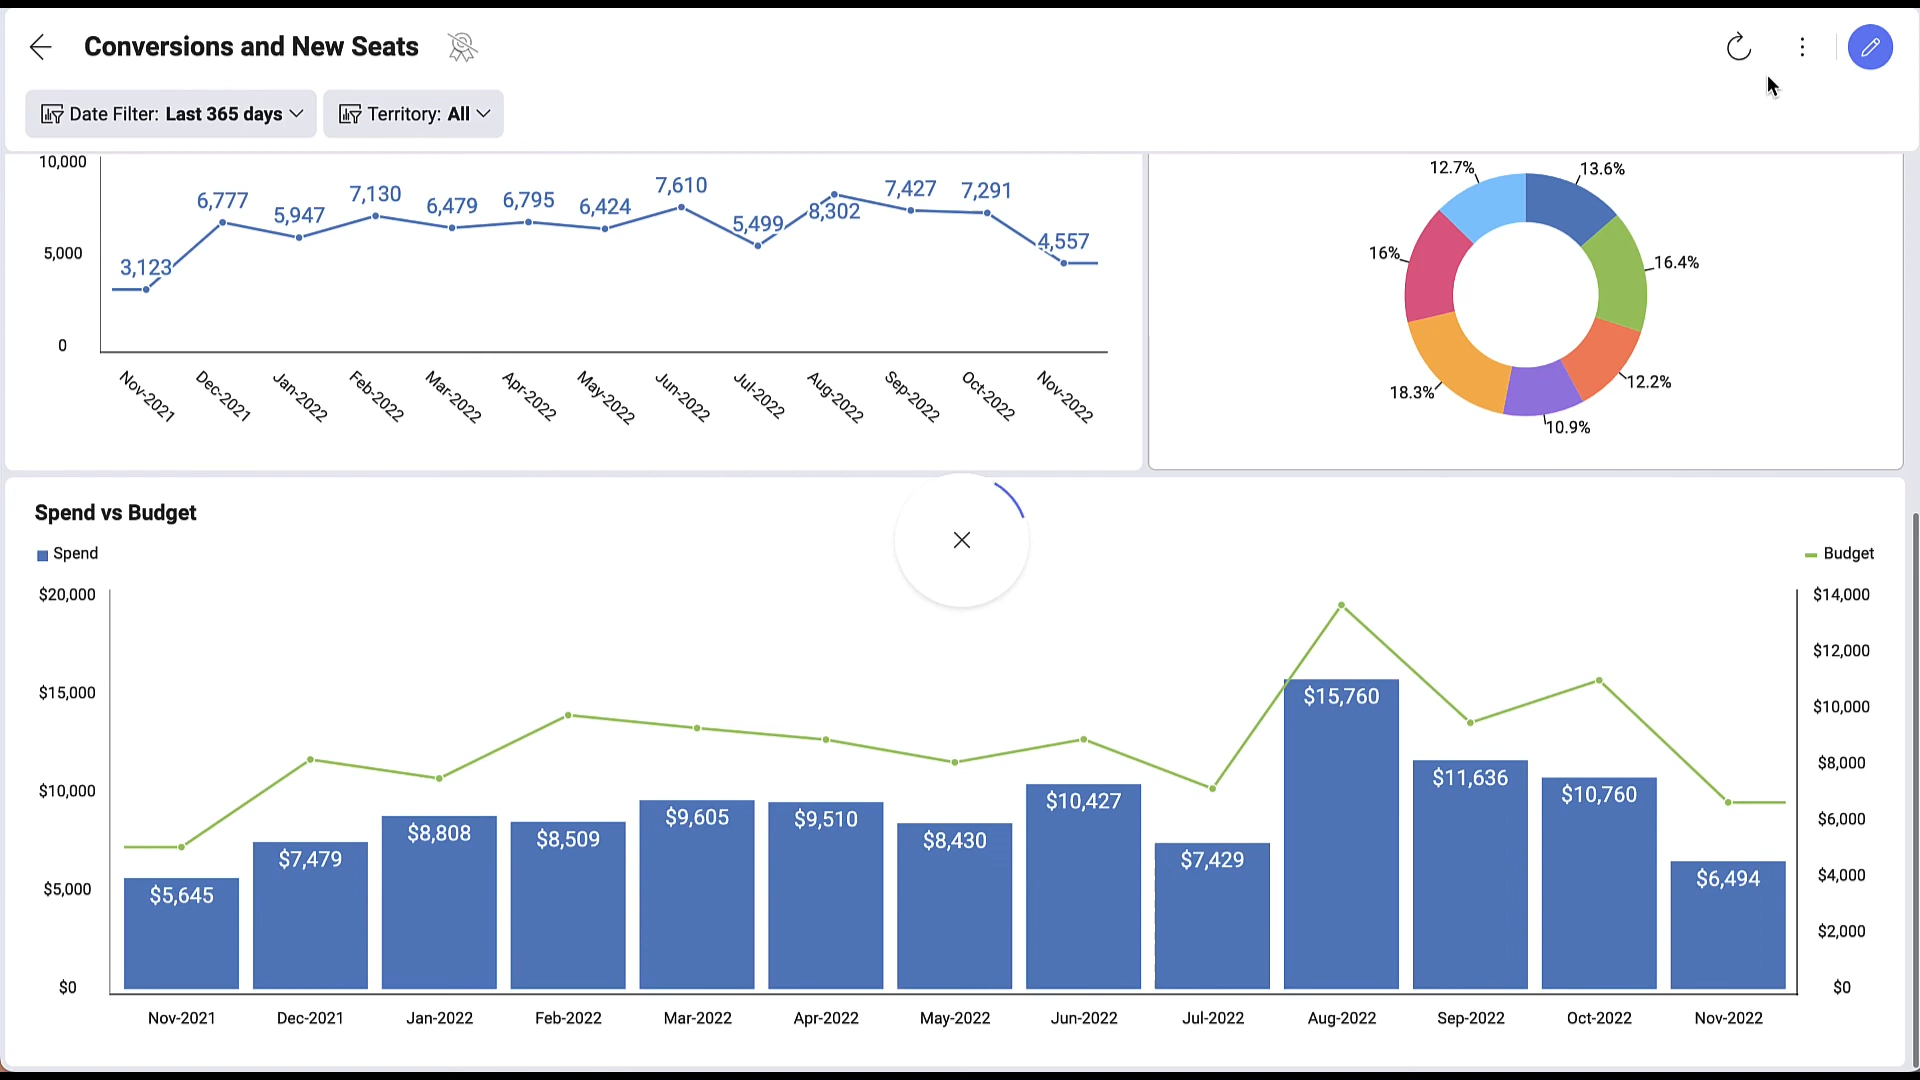 Conversions and New Seats
Date Filter: Last 365 days
Territory: All
10,000
5,000
0
3,123
6,777
5,947
7,130
6,479
6,795
6,424
7,610
5,499
8,302
7,427
7,291
4,557
Nov-2021
Dec-2021
Jan-2022
Feb-2022
Mar-2022
Apr-2022
May-2022
Jun-2022
Jul-2022
Aug-2022
Sep-2022
Oct-2022
Nov-2022
12.7%
13.6%
16%
16.4%
18.3%
12.2%
10.9%
Spend vs Budget
Spend
Budget
$20,000
$15,000
$10,000
$5,000
$0
$14,000
$12,000
$10,000
$8,000
$6,000
$4,000
$2,000
$0
$5,645
$7,479
$8,808
$8,509
$9,605
$9,510
$8,430
$10,427
$7,429
$15,760
$11,636
$10,760
$6,494
Nov-2021
Dec-2021
Jan-2022
Feb-2022
Mar-2022
Apr-2022
May-2022
Jun-2022
Jul-2022
Aug-2022
Sep-2022
Oct-2022
Nov-2022